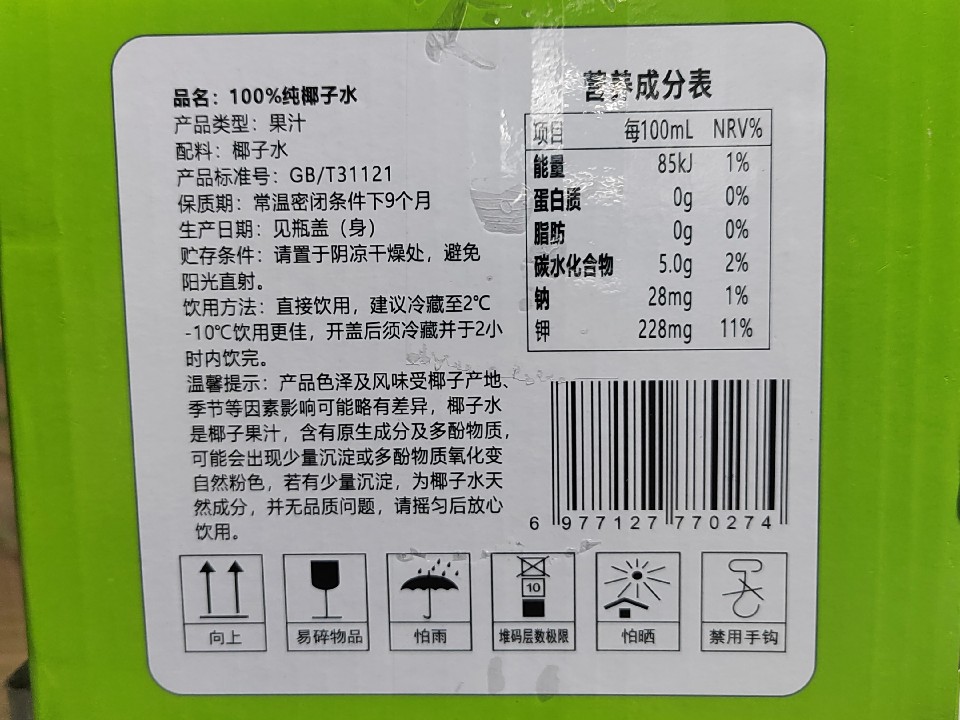 品名：100%纯椰子水
产品类型：果汁
配料：椰子水
产品标准号：GB/T31121
保质期：常温密闭条件下9个月
生产日期：见瓶盖（身）
贮存条件：请置于阴凉干燥处，避免
阳光直射。
饮用方法：直接饮用，建议冷藏至2℃
-10℃饮用更佳，开盖后须冷藏并于2小
时内饮完。
温馨提示：产品色泽及风味受椰子产地、
季节等因素影响可能略有差异，椰子水
是椰子果汁，含有原生成分及多酚物质，
可能会出现少量沉淀或多酚物质氧化变
自然粉色，若有少量沉淀，为椰子水天
然成分，并无品质问题，请摇匀后放心
饮用。
营养成分表
项目 每100mL NRV%
能量 85kJ 1%
蛋白质 0g 0%
脂肪 0g 0%
碳水化合物 5.0g 2%
钠 28mg 1%
钾 228mg 11%
6 977127 770274
10
向上 易碎物品 怕雨 堆码层数极限 怕晒 禁用手钩